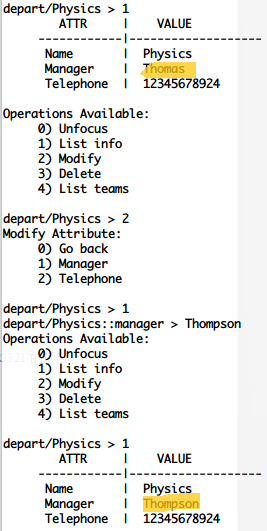 depart/Physics > 1
ATTR | VALUE
------------|-------------------
Name | Physics
Manager | Thomas
Telephone | 12345678924
Operations Available:
0) Unfocus
1) List info
2) Modify
3) Delete
4) List teams
depart/Physics > 2
Modify Attribute:
0) Go back
1) Manager
2) Telephone
depart/Physics > 1
depart/Physics::manager > Thompson
Operations Available:
0) Unfocus
1) List info
2) Modify
3) Delete
4) List teams
depart/Physics > 1
ATTR | VALUE
------------|-------------------
Name | Physics
Manager | Thompson
Telephone | 12345678924